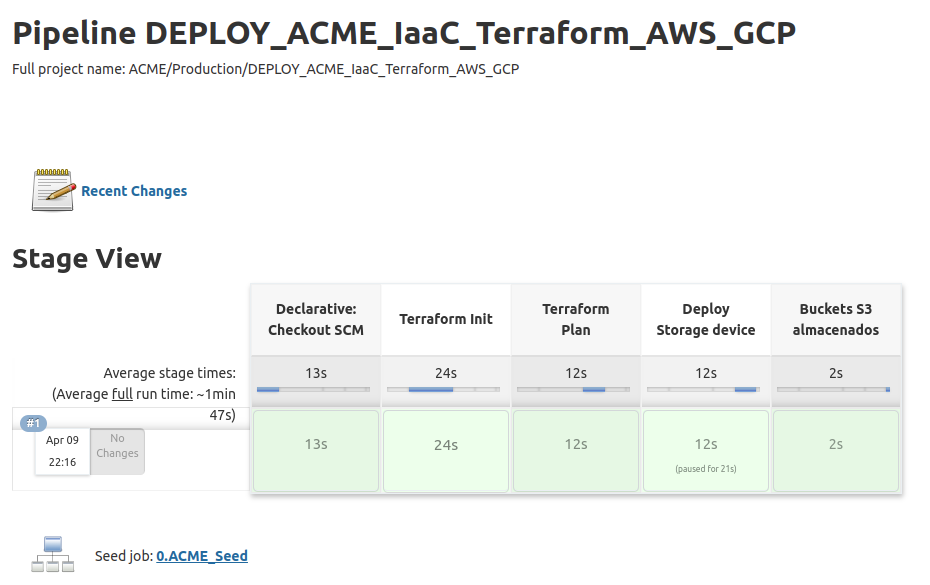 Pipeline DEPLOY_ACME_IaaC_Terraform_AWS_GCP
Full project name: ACME/Production/DEPLOY_ACME_IaaC_Terraform_AWS_GCP
Recent Changes
Stage View
Declarative:
Checkout SCM
Terraform Init
Terraform
Plan
Deploy
Storage device
Buckets S3
almacenados
Average stage times:
(Average full run time: ~1min
47s)
13s
24s
12s
12s
2s
#1
Apr 09
22:16
No
Changes
13s
24s
12s
12s
(paused for 21s)
2s
Seed job: 0.ACME_Seed